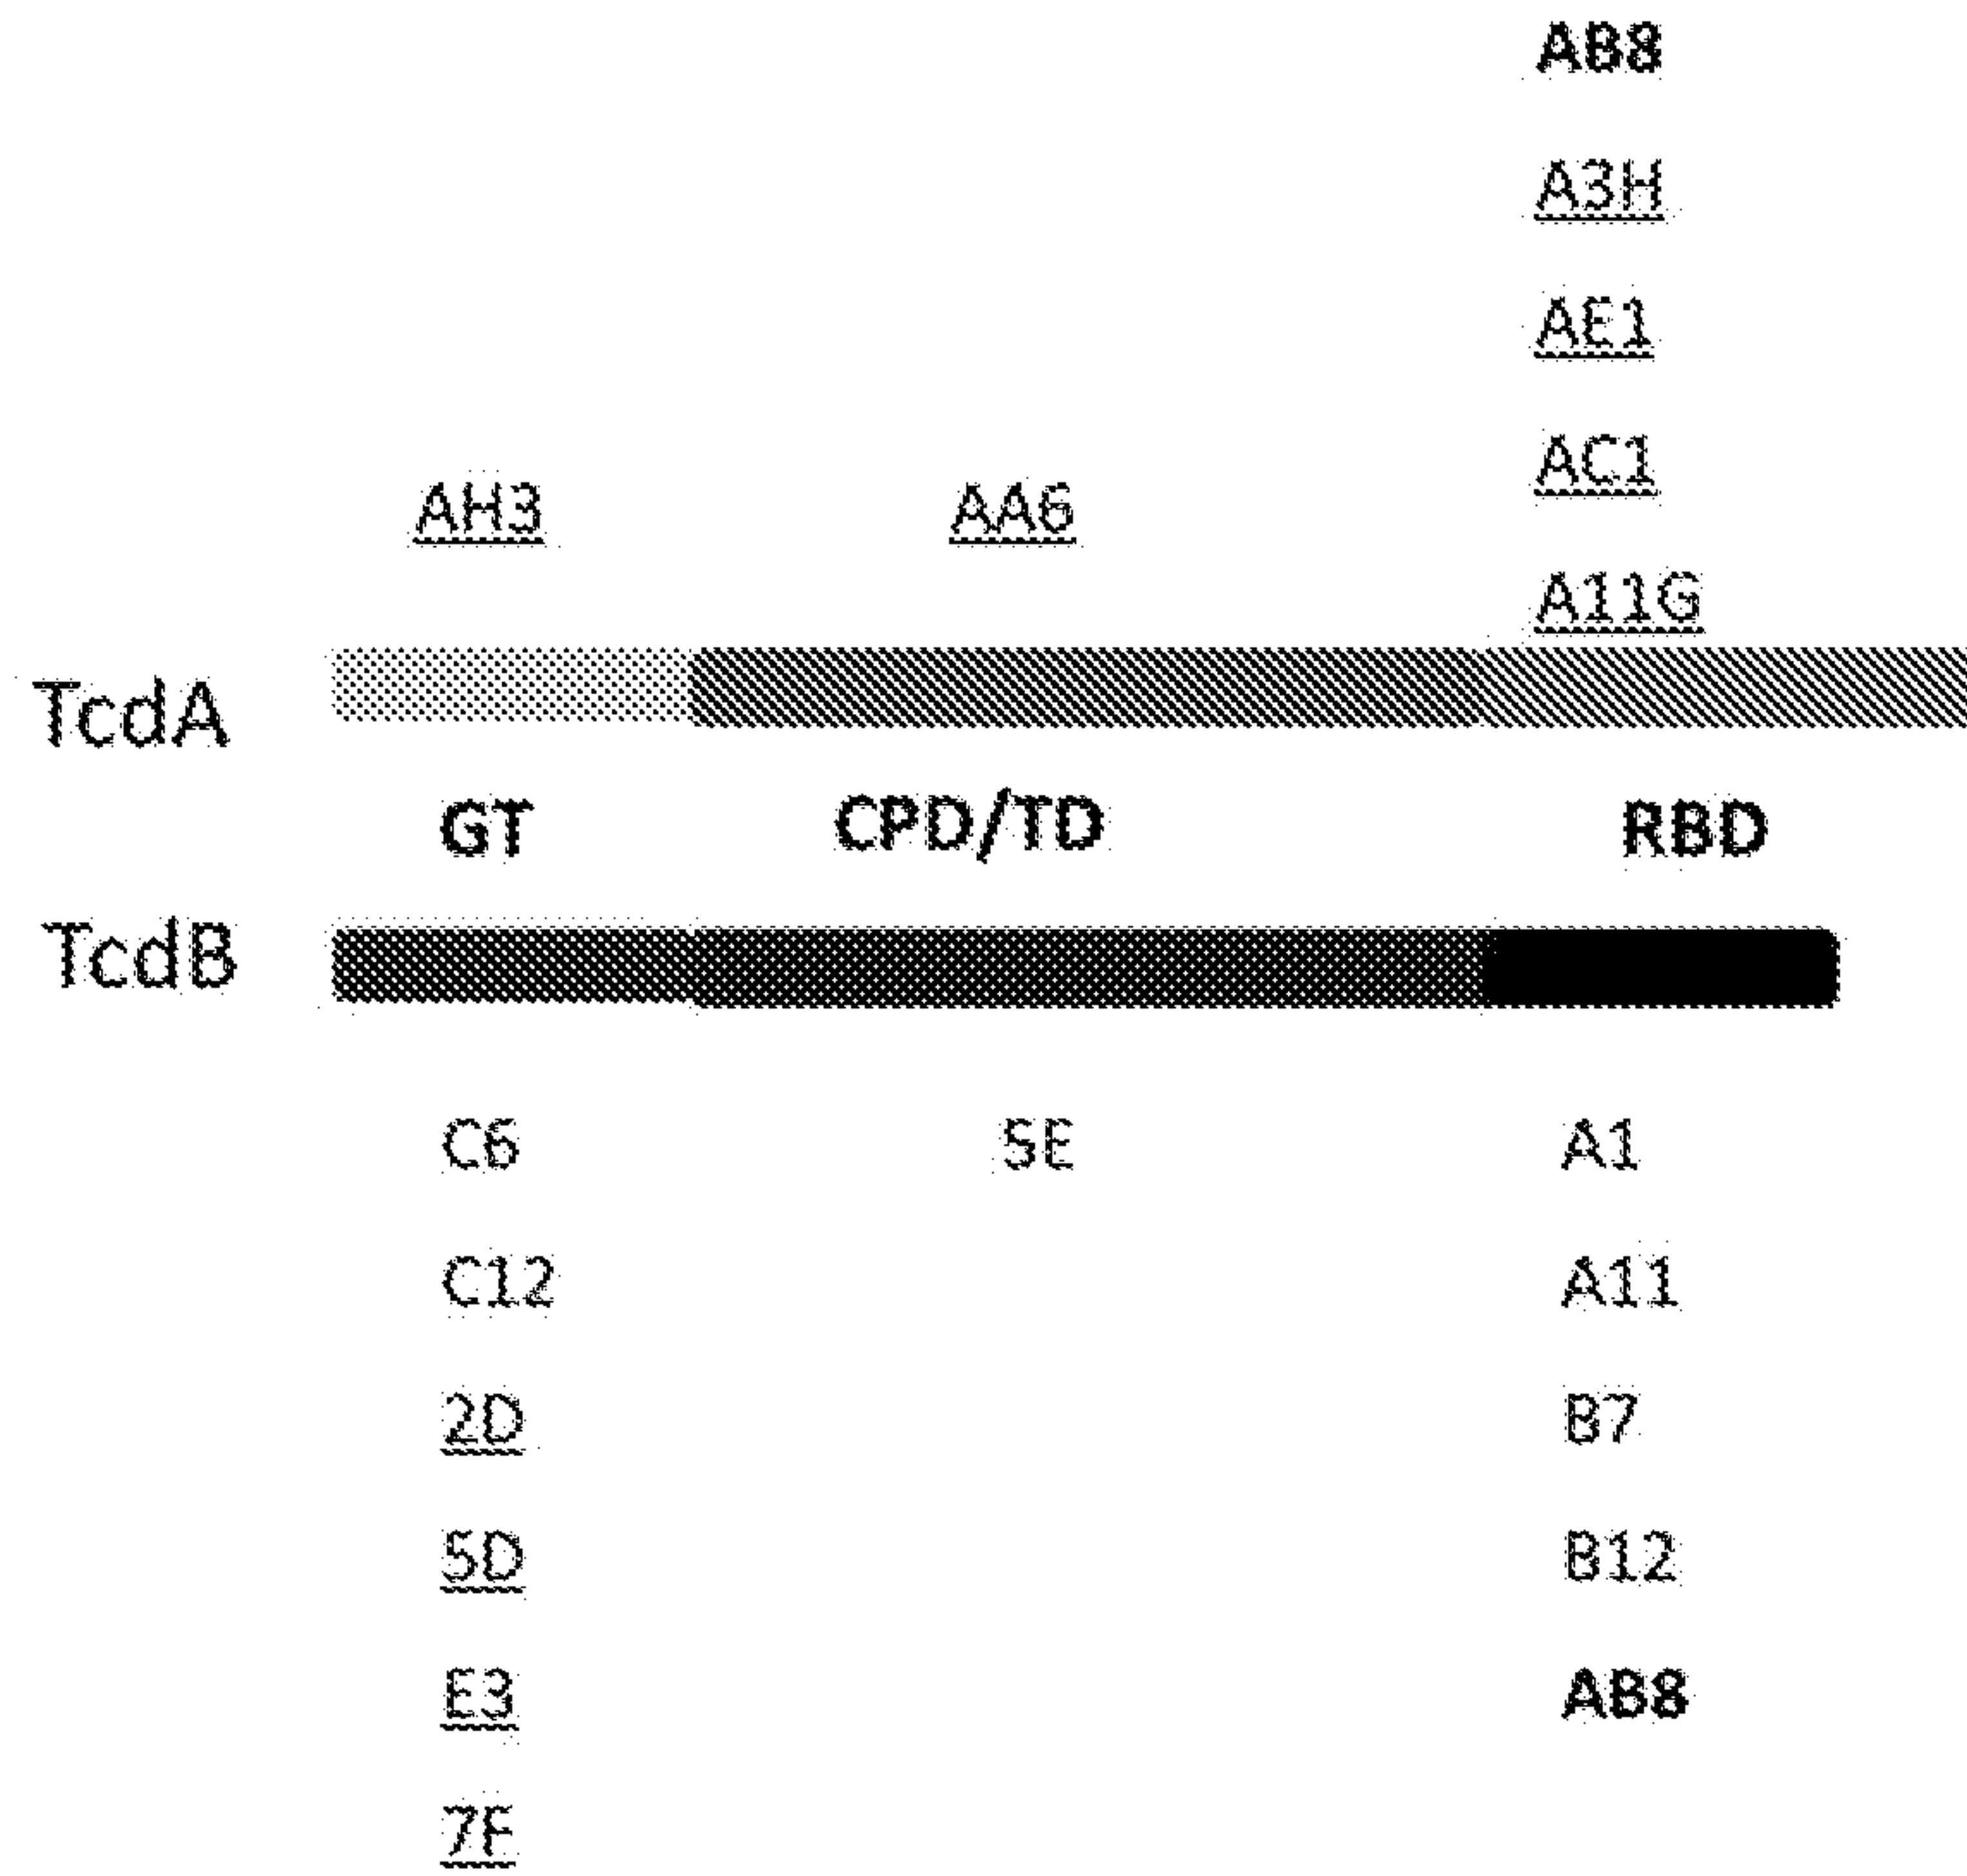 AB8
A3H
AE1
AC1
AH3 AA6
A11G
TcdA
GT CPD/TD RBD
TcdB
C6 5E A1
C12 A11
2D B7
5D B12
E3 AB8
7F